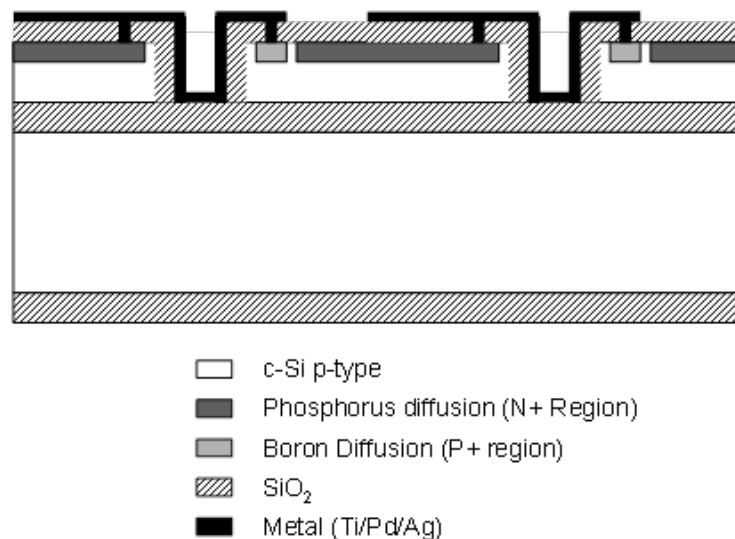 c-Si p-type
Phosphorus diffusion (N+ Region)
Boron Diffusion (P+ region)
SiO₂
Metal (Ti/Pd/Ag)